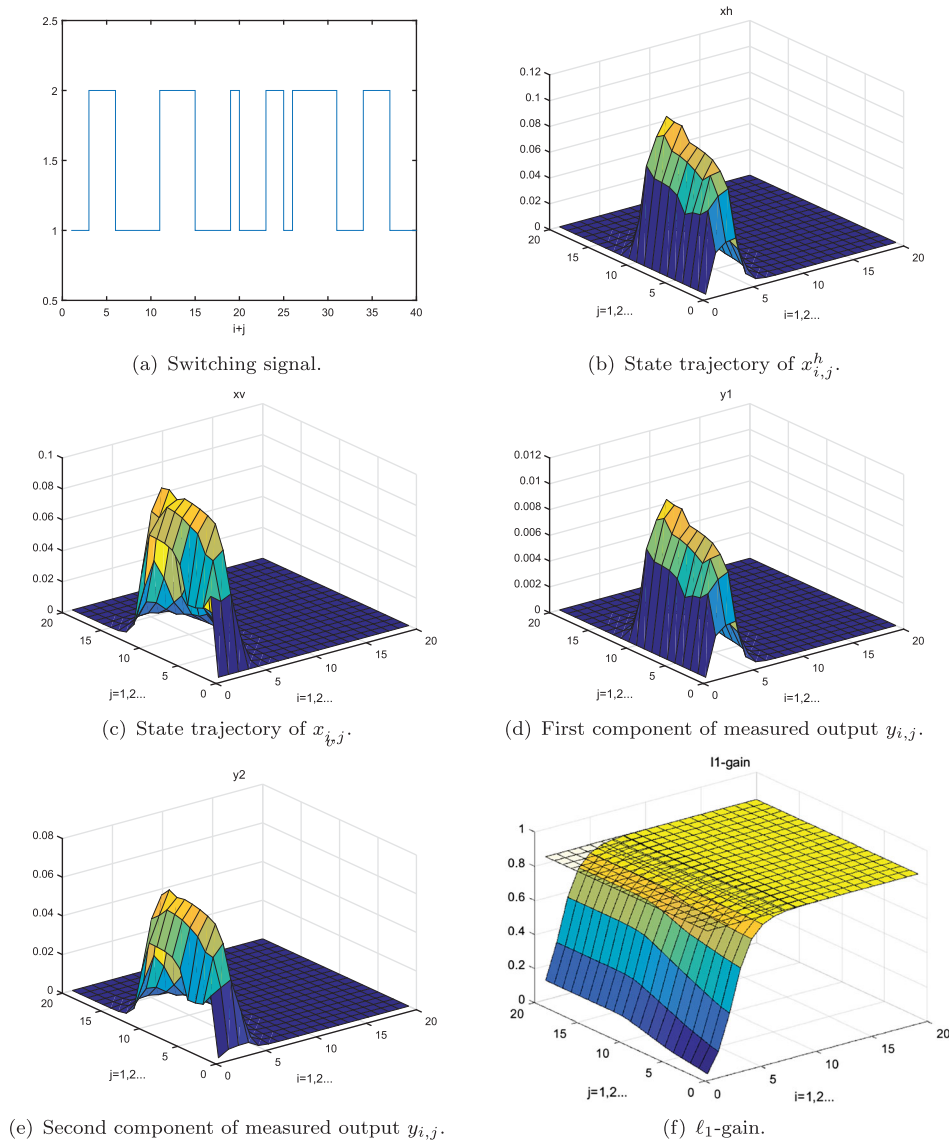 2.5
2
1.5
1
0.5
0 5 10 15 20 25 30 35 40
i+j
(a) Switching signal.
xh
0.12
0.1
0.08
0.06
0.04
0.02
0
20 15 10 5 0
0 5 10 15 20
j=1,2...
i=1,2...
(b) State trajectory of x^h_{i,j}.
xv
0.1
0.08
0.06
0.04
0.02
0
20 15 10 5 0
0 5 10 15 20
j=1,2...
i=1,2...
(c) State trajectory of x_{i,j}^v.
y1
0.012
0.01
0.008
0.006
0.004
0.002
0
20 15 10 5 0
0 5 10 15 20
j=1,2...
i=1,2...
(d) First component of measured output y_{i,j}.
y2
0.08
0.06
0.04
0.02
0
20 15 10 5 0
0 5 10 15 20
j=1,2...
i=1,2...
(e) Second component of measured output y_{i,j}.
l1-gain
1
0.8
0.6
0.4
0.2
0
20 15 10 5 0
0 5 10 15 20
j=1,2...
i=1,2...
(f) ℓ₁-gain.